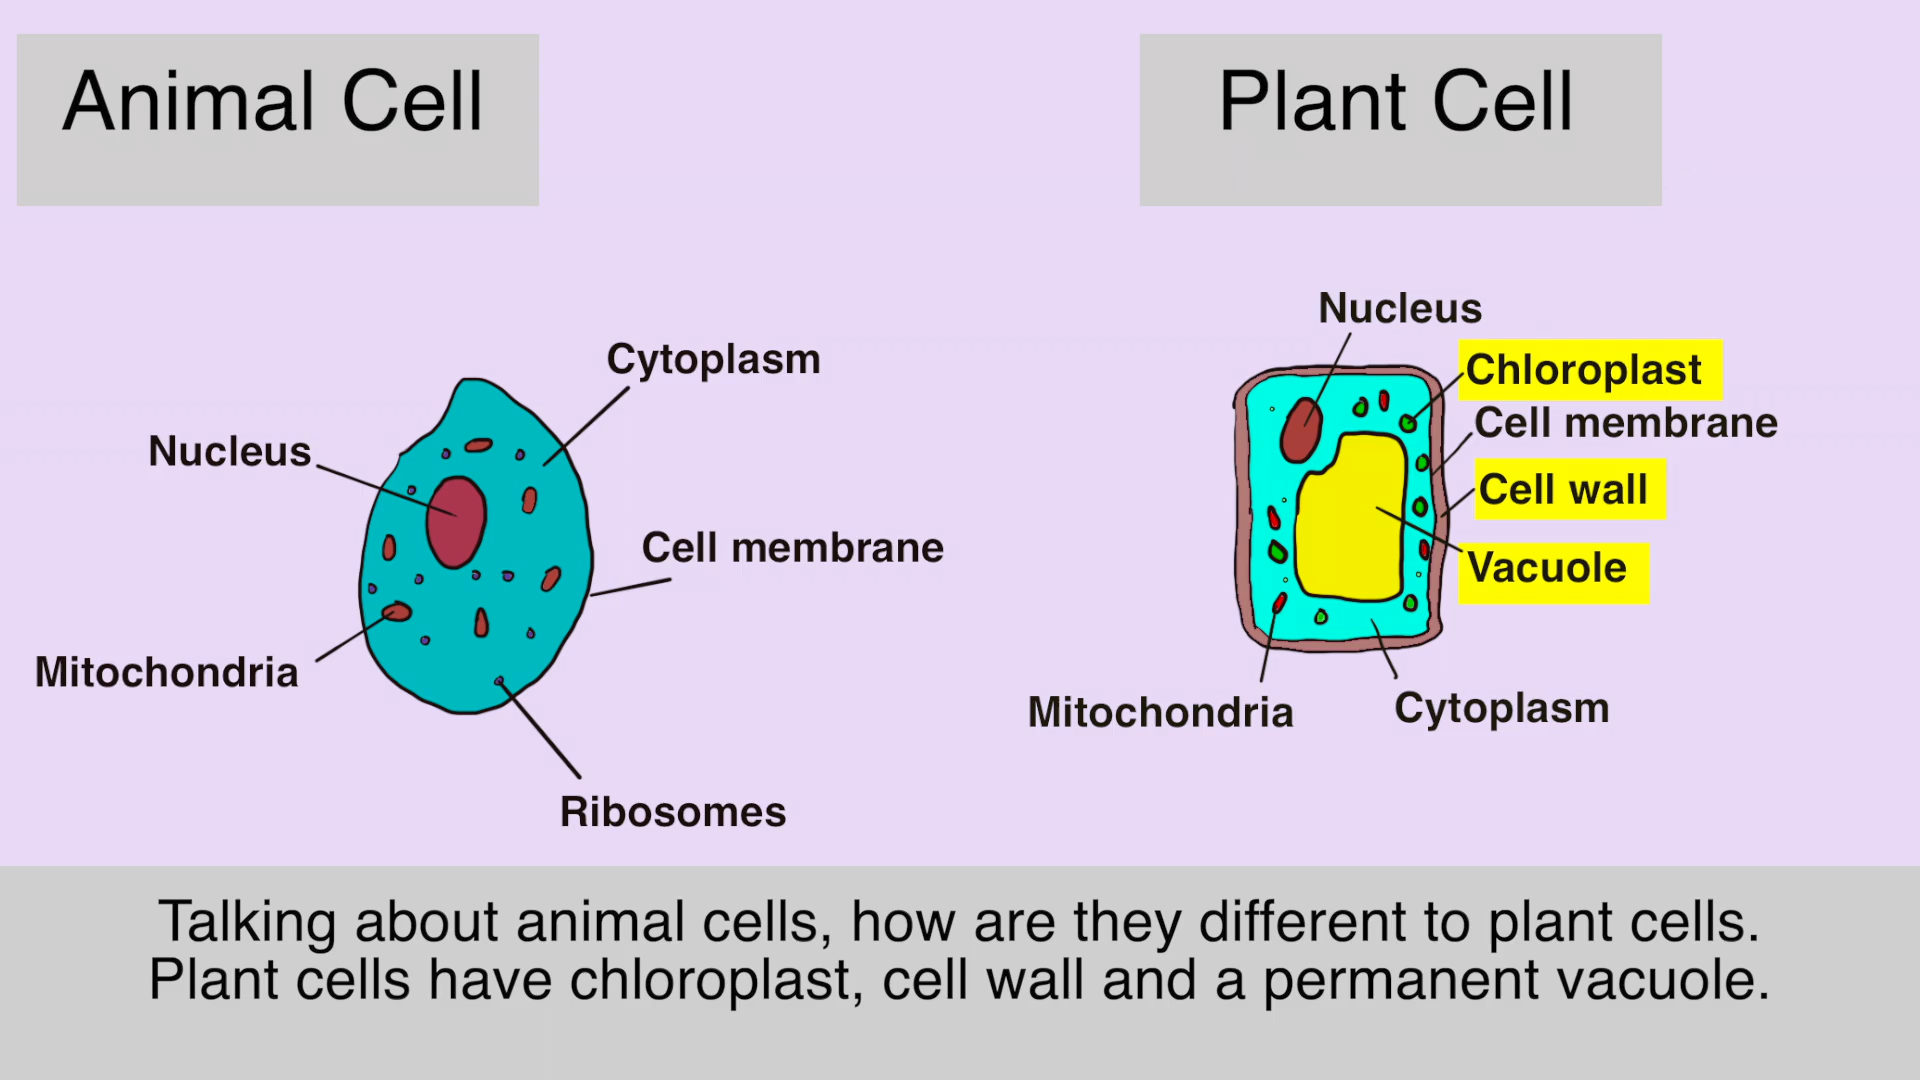 Animal Cell
Plant Cell
Nucleus
Cytoplasm
Cell membrane
Mitochondria
Ribosomes
Nucleus
Chloroplast
Cell membrane
Cell wall
Vacuole
Mitochondria
Cytoplasm
Talking about animal cells, how are they different to plant cells.
Plant cells have chloroplast, cell wall and a permanent vacuole.